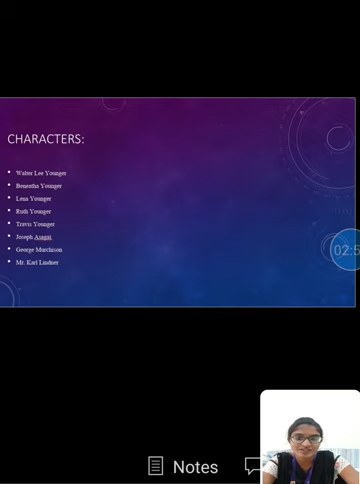 CHARACTERS:
Walter Lee Younger
Beneatha Younger
Lena Younger
Ruth Younger
Travis Younger
Joseph Asagai
George Murchison
Mr. Karl Lindner
02:5
Notes